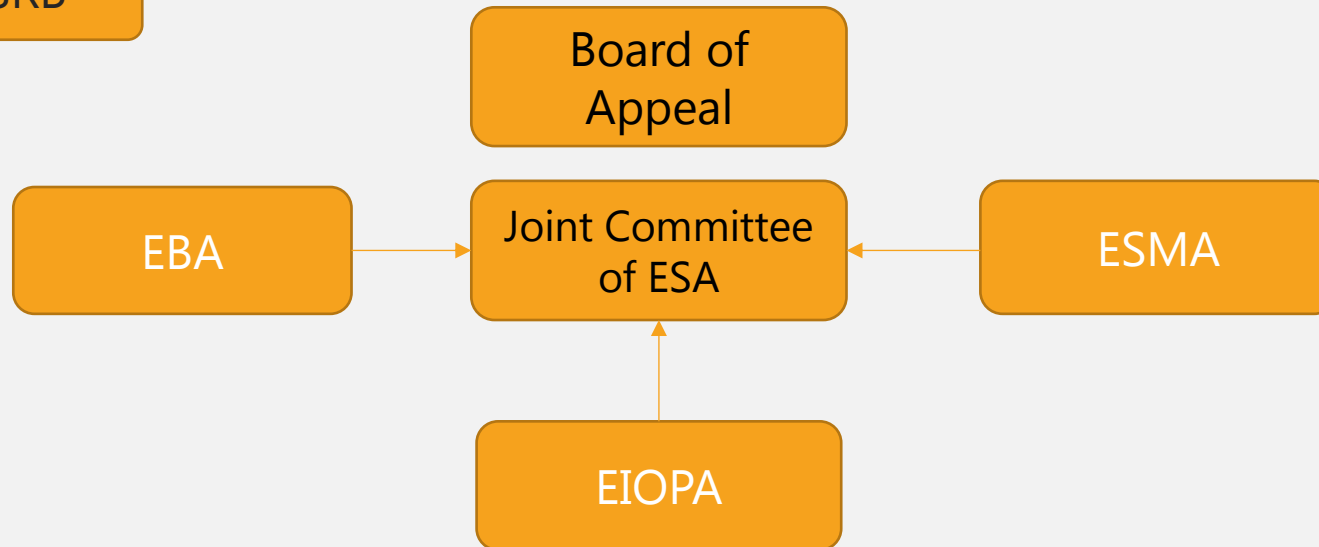 Board of
Appeal
EBA
Joint Committee
of ESA
ESMA
EIOPA